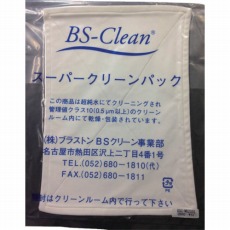 BS-Clean®
スーパークリーンパック
この商品は超純水にてクリーニングされ
管理値クラス10(0.5μm以上)のクリーン
ルーム内にて乾燥・包装されています。
(株)プラストンBSクリーン事業部
名古屋市熱田区沢上二丁目4番1号
TEL.(052)680-1810(代)
FAX.(052)680-1811
封はクリーンルーム内で行って下さい